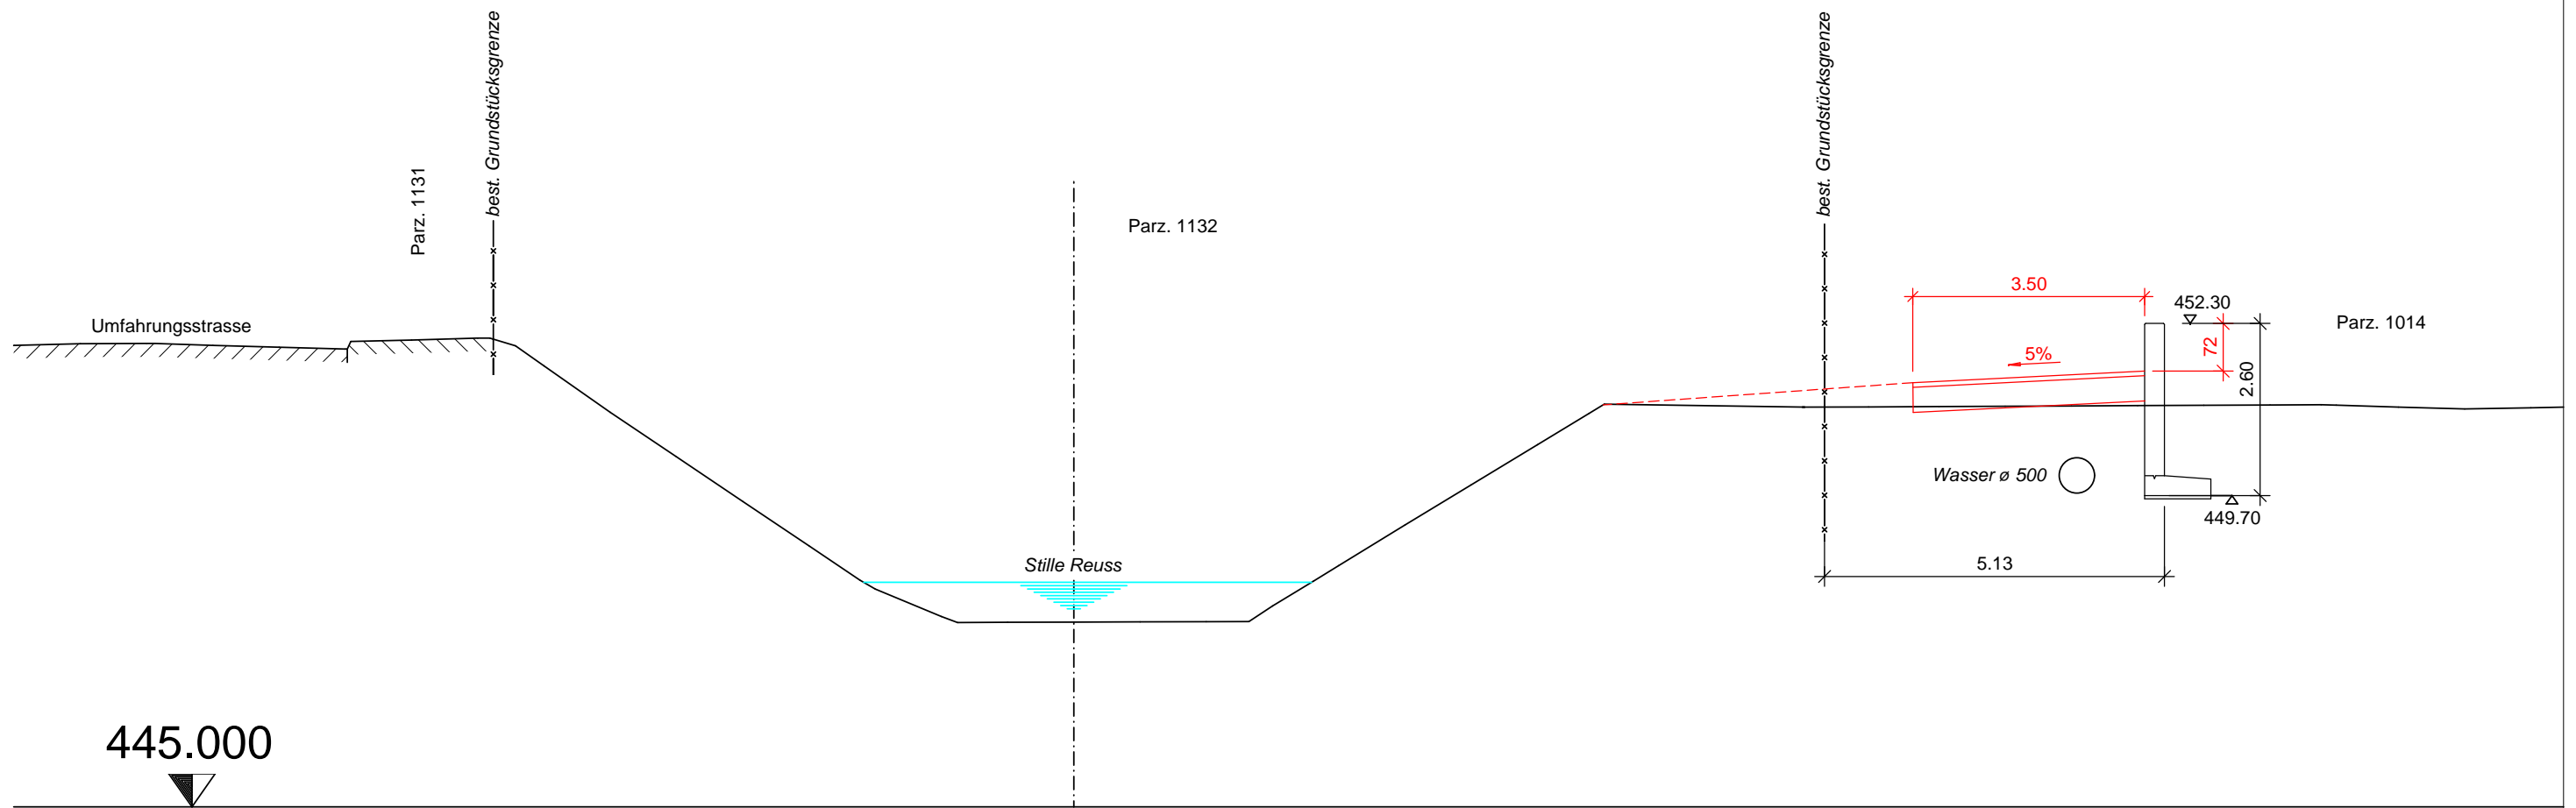 best. Grundstücksgrenze
best. Grundstücksgrenze
Parz. 1131
Parz. 1132
3.50
452.30
Umfahrungsstrasse
Parz. 1014
5%
72
2.60
Wasser ø 500
449.70
Stille Reuss
5.13
445.000